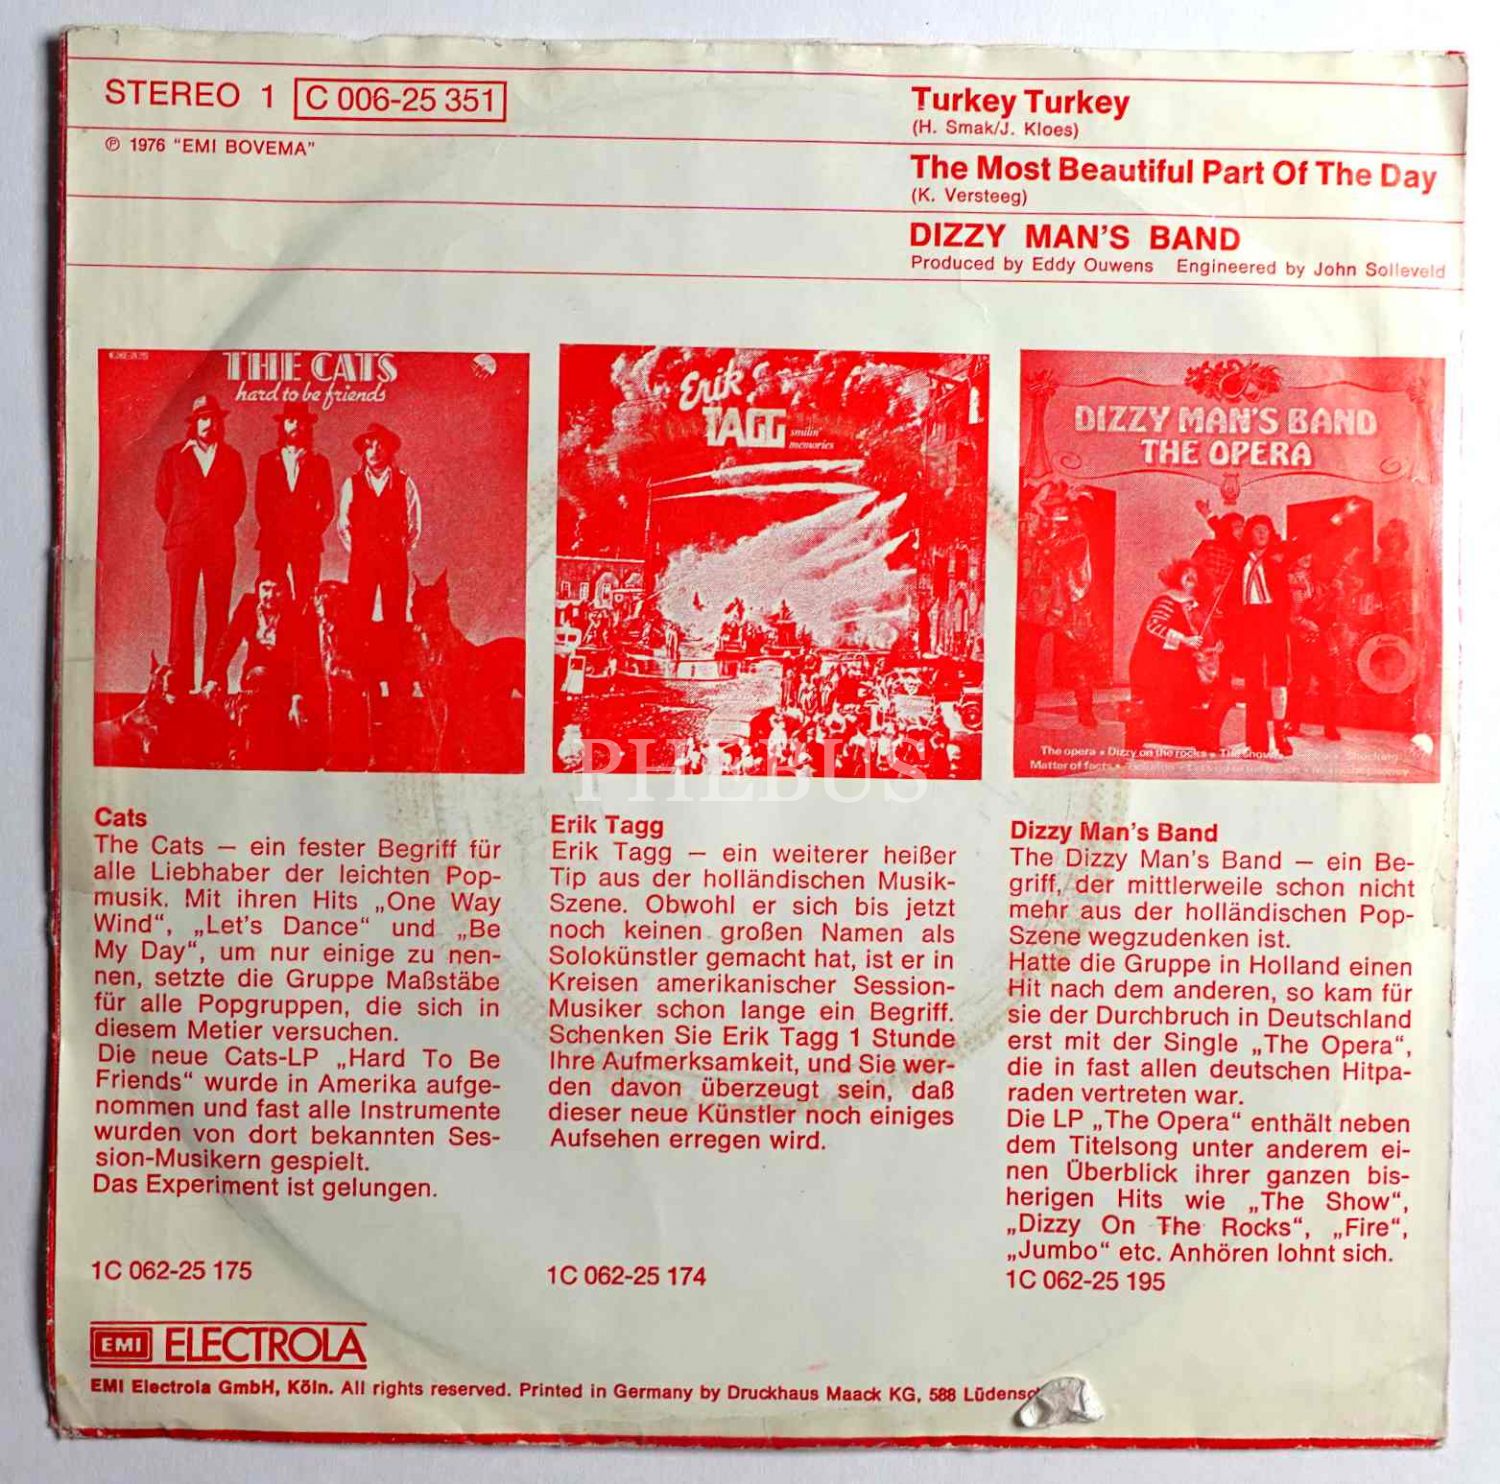 STEREO 1 C 006-25 351
℗ 1976 "EMI BOVEMA"
Turkey Turkey
(H. Smak/J. Kloes)
The Most Beautiful Part Of The Day
(K. Versteeg)
DIZZY MAN'S BAND
Produced by Eddy Ouwens Engineered by John Solleveld
THE CATS
hard to be friends
Erik
TAGG
smilin'
memories
DIZZY MAN'S BAND
THE OPERA
The opera • Dizzy on the rocks • The Show
Matter of facts •
PHEBUS
Cats
The Cats – ein fester Begriff für
alle Liebhaber der leichten Pop-
musik. Mit ihren Hits „One Way
Wind“, „Let's Dance“ und „Be
My Day“, um nur einige zu nen-
nen, setzte die Gruppe Maßstäbe
für alle Popgruppen, die sich in
diesem Metier versuchen.
Die neue Cats-LP „Hard To Be
Friends“ wurde in Amerika aufge-
nommen und fast alle Instrumente
wurden von dort bekannten Ses-
sion-Musikern gespielt.
Das Experiment ist gelungen.
1C 062-25 175
Erik Tagg
Erik Tagg – ein weiterer heißer
Tip aus der holländischen Musik-
Szene. Obwohl er sich bis jetzt
noch keinen großen Namen als
Solokünstler gemacht hat, ist er in
Kreisen amerikanischer Session-
Musiker schon lange ein Begriff.
Schenken Sie Erik Tagg 1 Stunde
Ihre Aufmerksamkeit, und Sie wer-
den davon überzeugt sein, daß
dieser neue Künstler noch einiges
Aufsehen erregen wird.
1C 062-25 174
Dizzy Man's Band
The Dizzy Man's Band – ein Be-
griff, der mittlerweile schon nicht
mehr aus der holländischen Pop-
Szene wegzudenken ist.
Hatte die Gruppe in Holland einen
Hit nach dem anderen, so kam für
sie der Durchbruch in Deutschland
erst mit der Single „The Opera“,
die in fast allen deutschen Hitpa-
raden vertreten war.
Die LP „The Opera“ enthält neben
dem Titelsong unter anderem ei-
nen Überblick ihrer ganzen bis-
herigen Hits wie „The Show“,
„Dizzy On The Rocks“, „Fire“,
„Jumbo“ etc. Anhören lohnt sich.
1C 062-25 195
EMI ELECTROLA
EMI Electrola GmbH, Köln. All rights reserved. Printed in Germany by Druckhaus Maack KG, 588